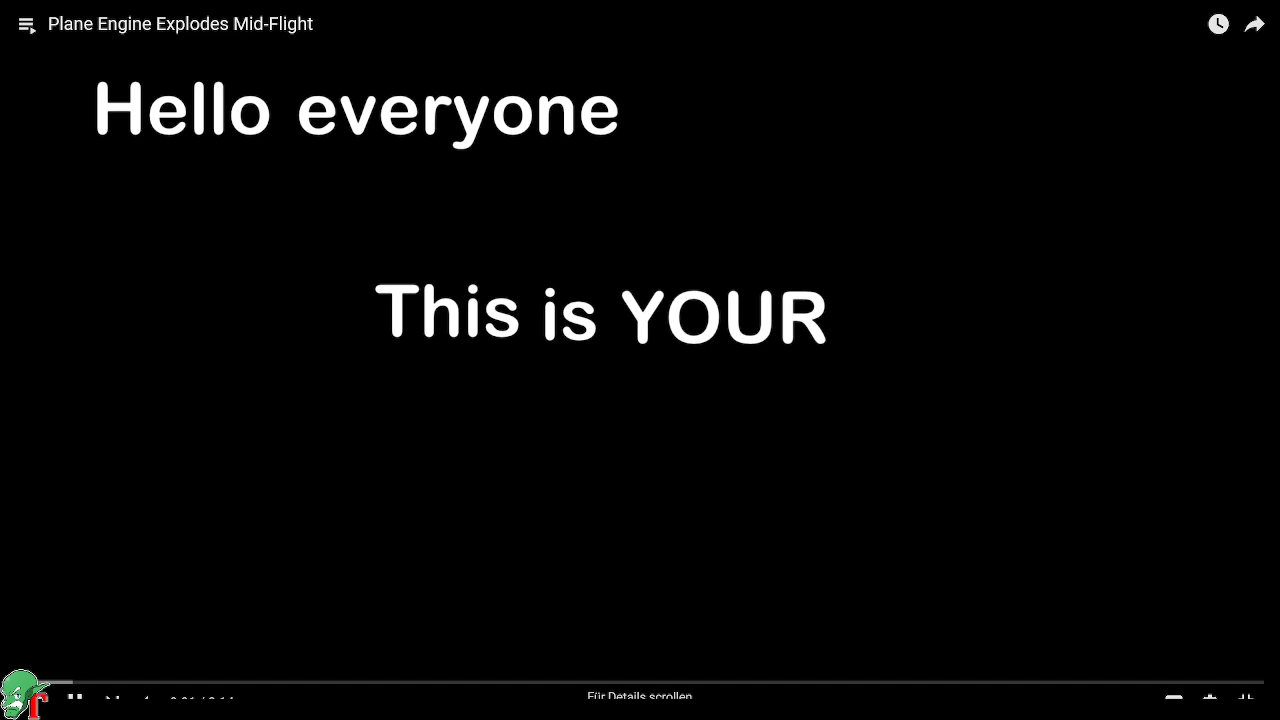 Plane Engine Explodes Mid-Flight
Hello everyone
This is YOUR
Für Details scrollen